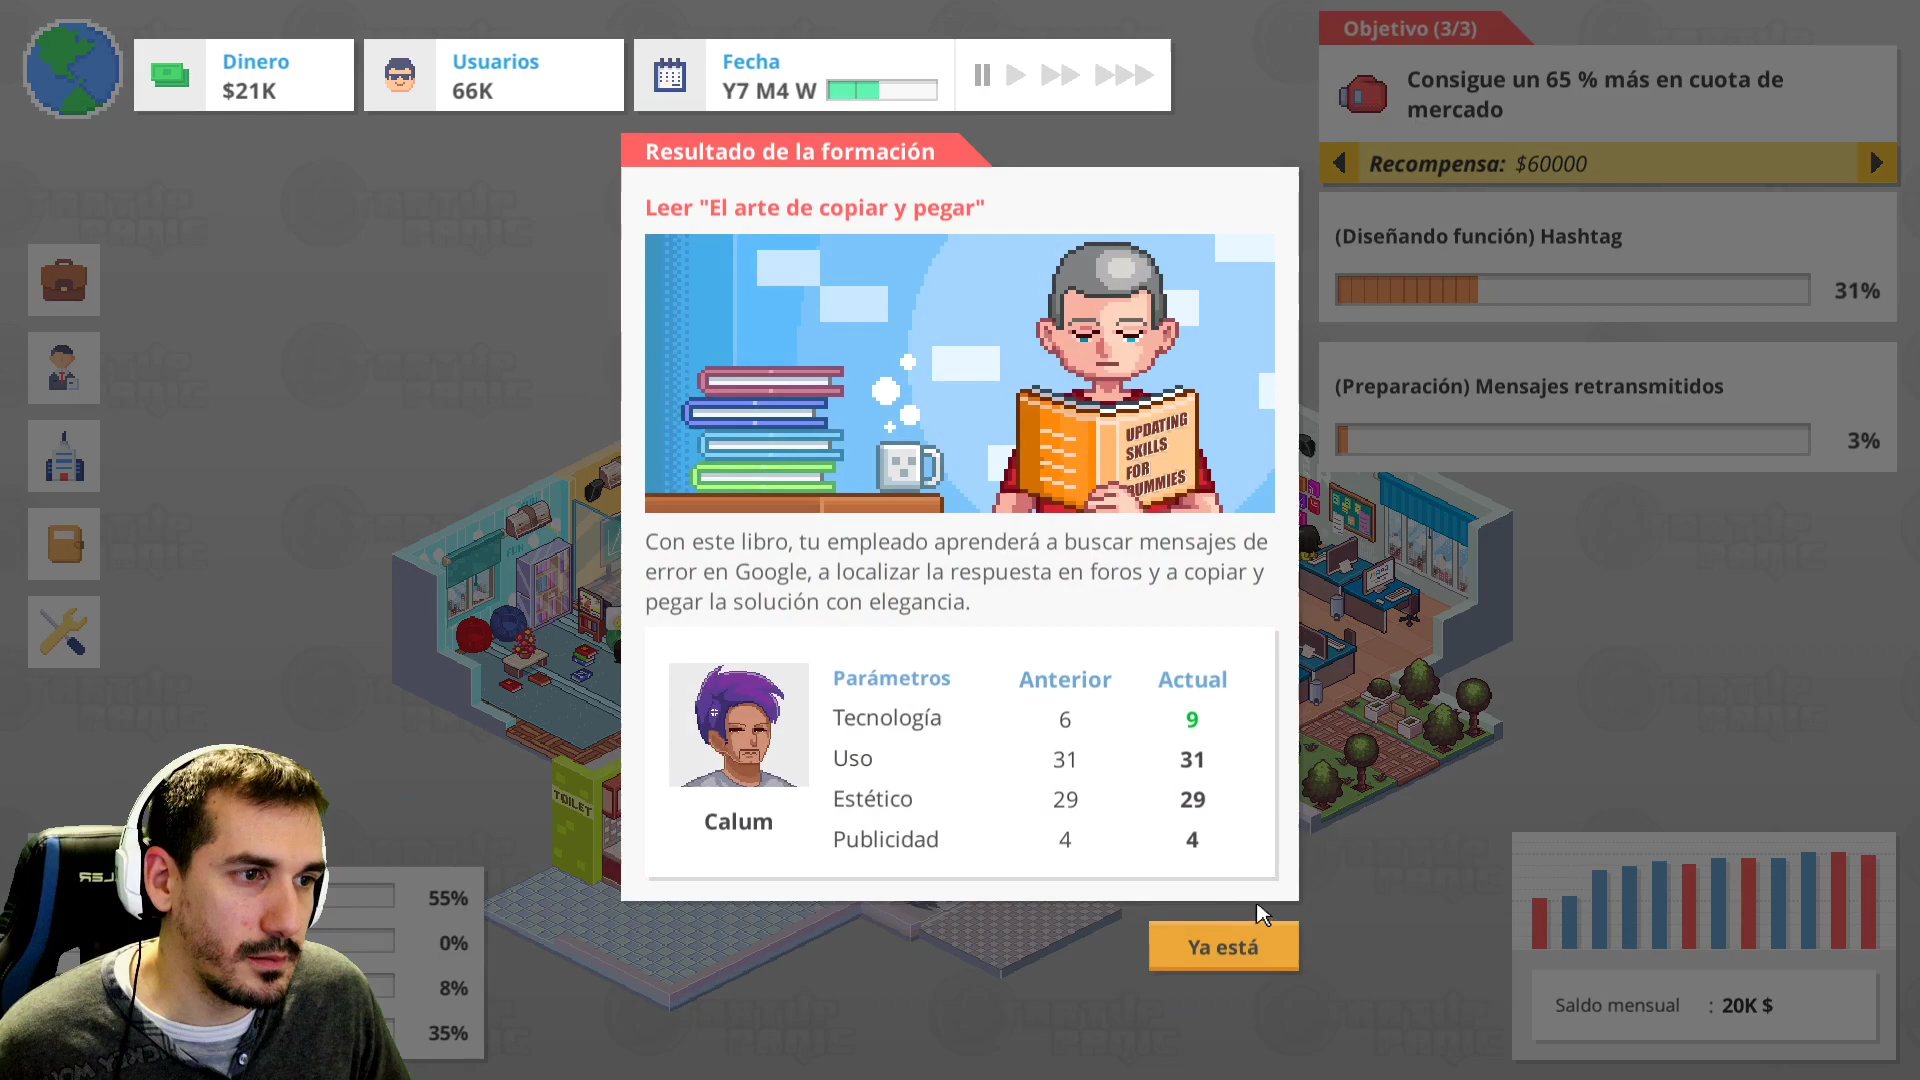 Dinero
$21K
Usuarios
66K
Fecha
Y7 M4 W
Objetivo (3/3)
Consigue un 65 % más en cuota de
mercado
Recompensa: $60000
(Diseñando función) Hashtag
31%
(Preparación) Mensajes retransmitidos
3%
Resultado de la formación
Leer "El arte de copiar y pegar"
UPDATING
SKILLS
FOR
DUMMIES
Con este libro, tu empleado aprenderá a buscar mensajes de
error en Google, a localizar la respuesta en foros y a copiar y
pegar la solución con elegancia.
Parámetros Anterior Actual
Tecnología 6 9
Uso 31 31
Estético 29 29
Publicidad 4 4
Calum
Ya está
TOILET
55%
0%
8%
35%
Saldo mensual : 20K $
STARTUP
PANIC